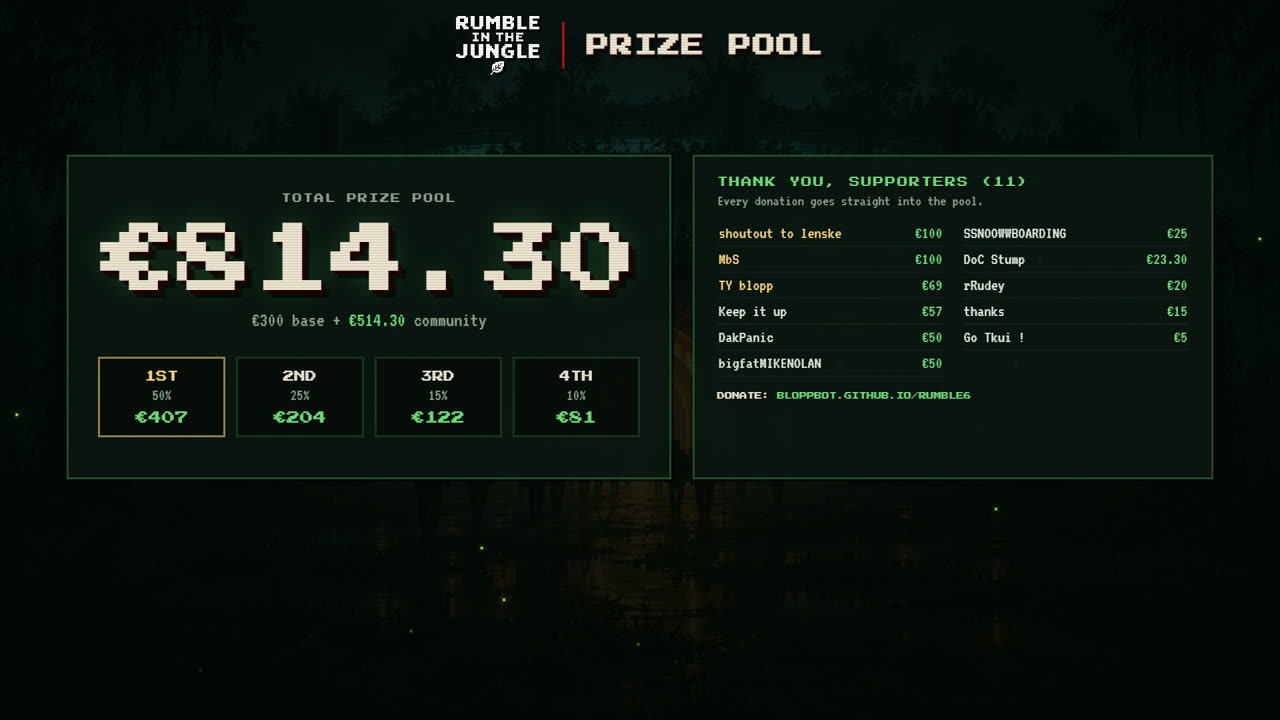 RUMBLE
IN THE
JUNGLE
PRIZE POOL
TOTAL PRIZE POOL
€814.30
€300 base + €514.30 community
1ST
50%
€407
2ND
25%
€204
3RD
15%
€122
4TH
10%
€81
THANK YOU, SUPPORTERS (11)
Every donation goes straight into the pool.
shoutout to lenske €100
MbS €100
TY blopp €69
Keep it up €57
DakPanic €50
bigfatMIKENOLAN €50
SSNOOWWBOARDING €25
DoC Stump €23.30
rRudey €20
thanks €15
Go Tkui ! €5
DONATE: BLOPPBOT.GITHUB.IO/RUMBLE6